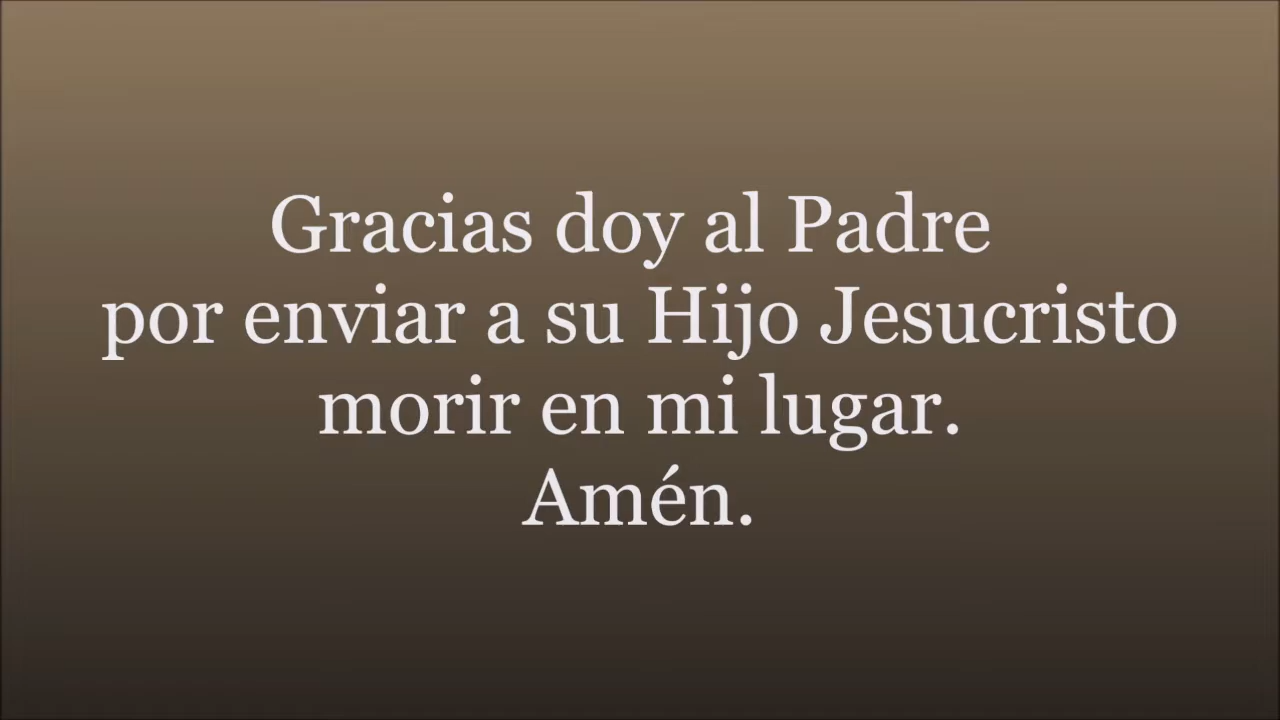 Gracias doy al Padre
por enviar a su Hijo Jesucristo
morir en mi lugar.
Amén.